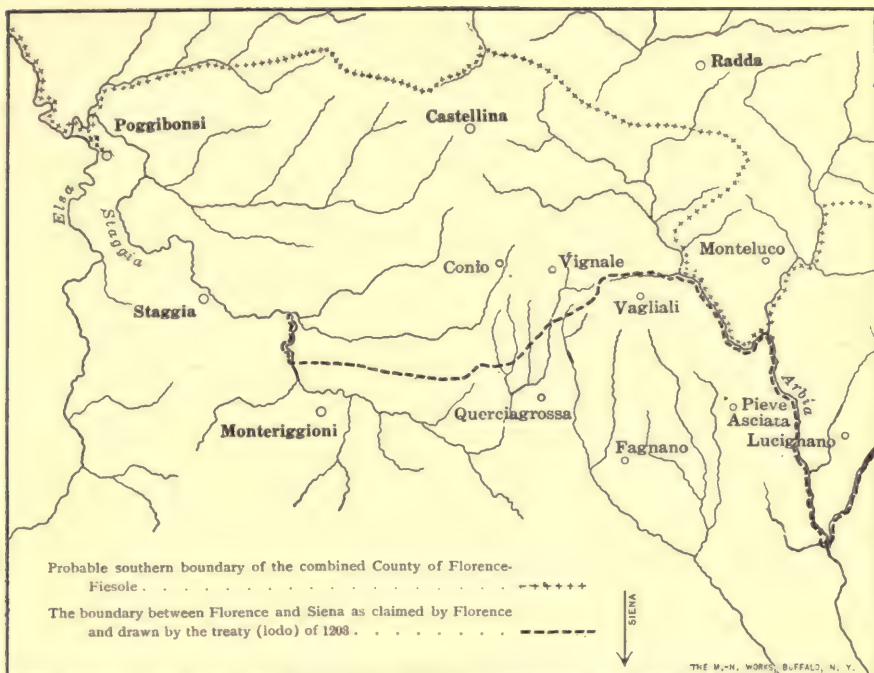 Radda
Poggibonsi
Castellina
Elsa
Staggia
Monteluco
Conio
Vignale
Staggia
Vagliali
Arbia
Querciagrossa
Pieve
Asciata
Monteriggioni
Lucignano
Fagnano
Probable southern boundary of the combined County of Florence-
Fiesole . . . . . . . . . . . . . . . .
The boundary between Florence and Siena as claimed by Florence
and drawn by the treaty (lodo) of 1203 . . . . . . .
SIENA
THE M.-N. WORKS, BUFFALO, N. Y.